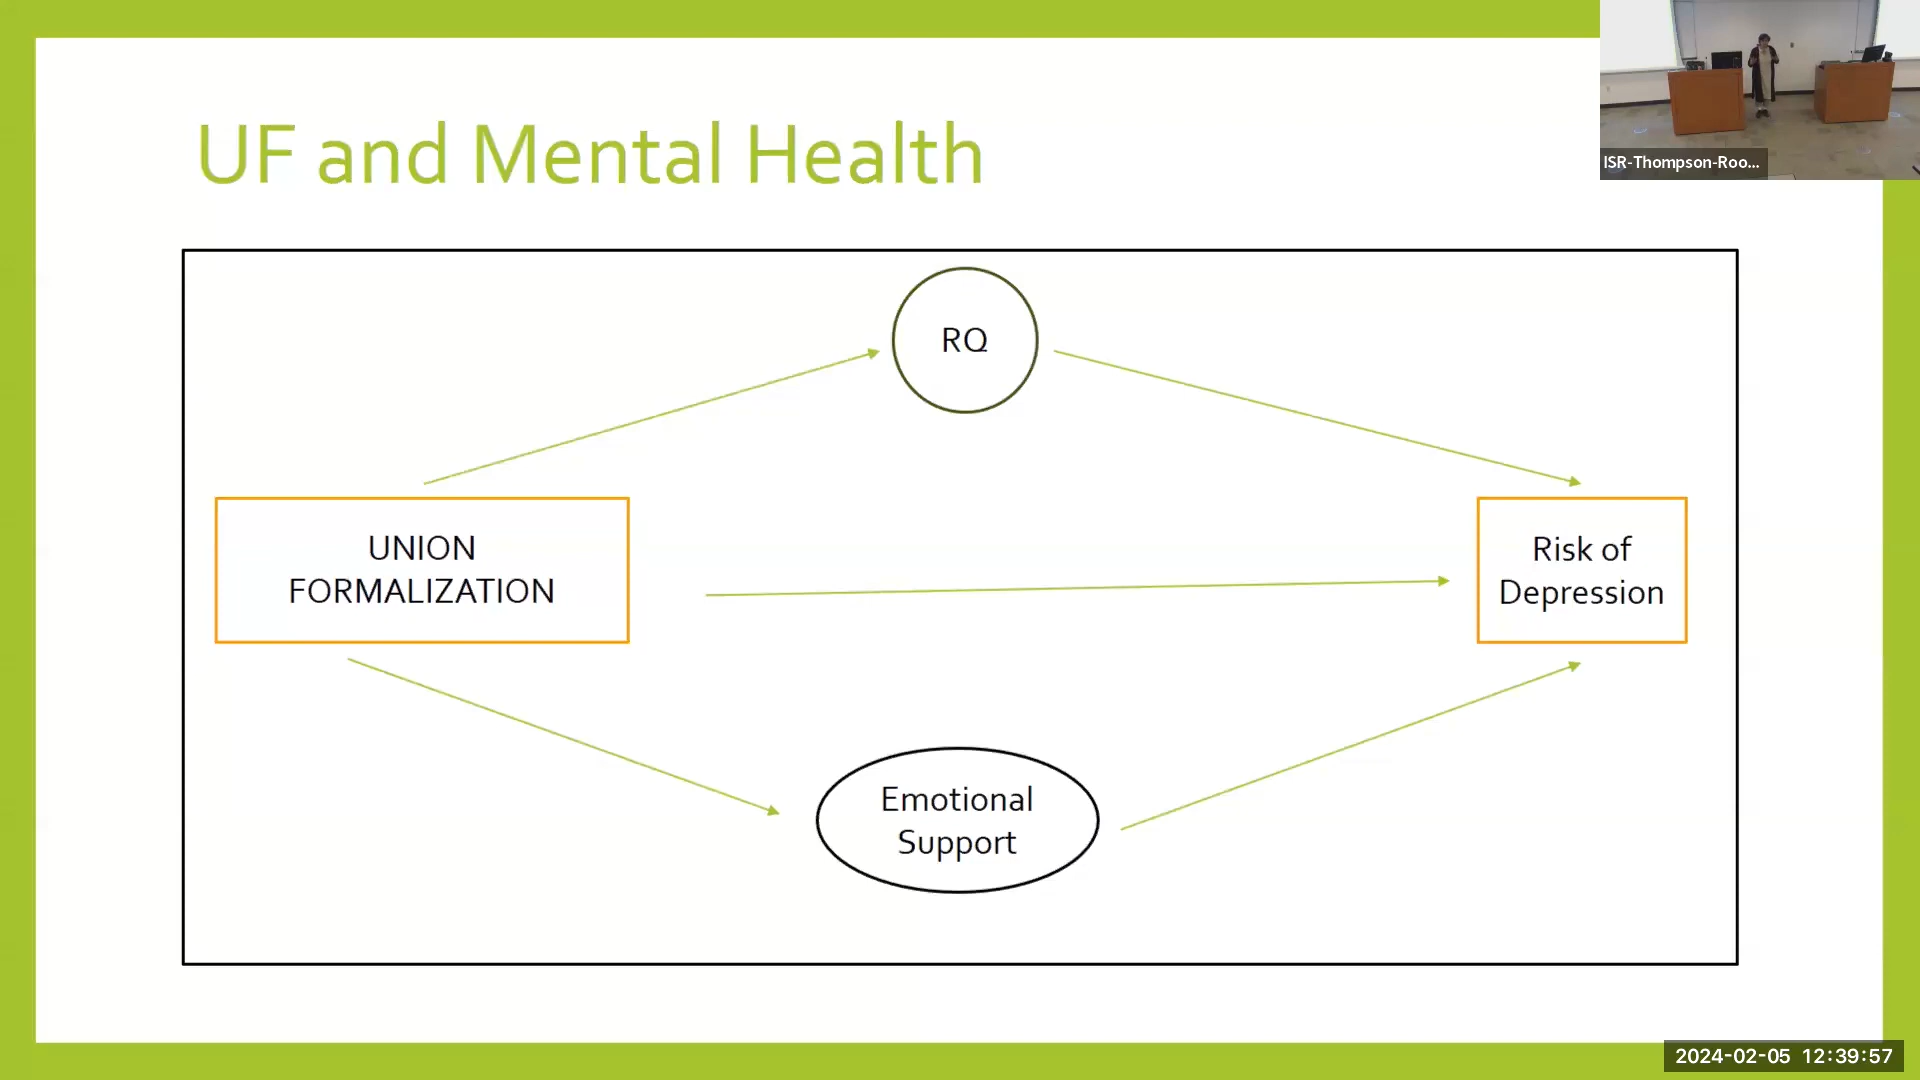 UF and Mental Health
ISR-Thompson-Roo...
RQ
UNION
FORMALIZATION
Risk of
Depression
Emotional
Support
2024-02-05 12:39:57